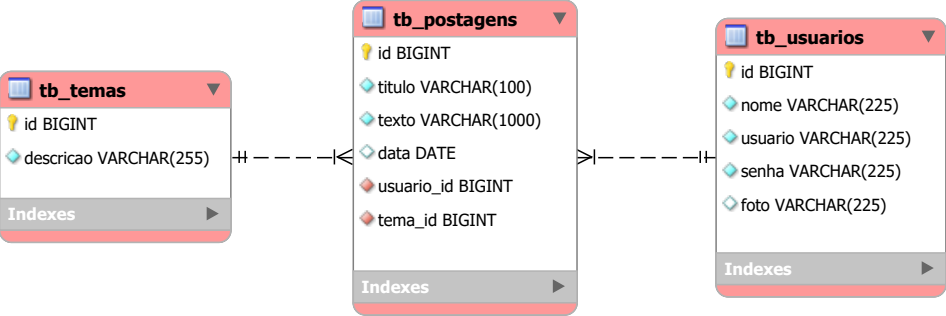 tb_temas
id BIGINT
descricao VARCHAR(255)
Indexes
tb_postagens
id BIGINT
titulo VARCHAR(100)
texto VARCHAR(1000)
data DATE
usuario_id BIGINT
tema_id BIGINT
Indexes
tb_usuarios
id BIGINT
nome VARCHAR(225)
usuario VARCHAR(225)
senha VARCHAR(225)
foto VARCHAR(225)
Indexes